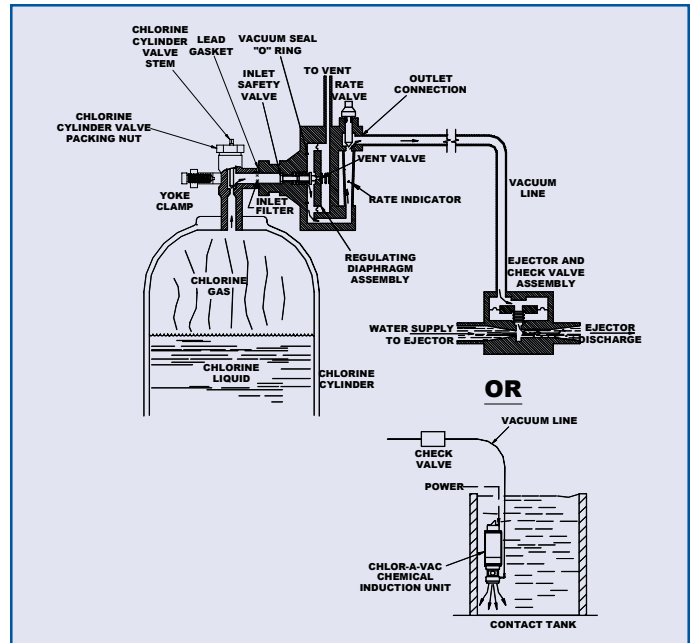 CHLORINE
CYLINDER
VALVE
STEM
LEAD
GASKET
VACUUM SEAL
"O" RING
INLET
SAFETY
VALVE
TO VENT
RATE
VALVE
OUTLET
CONNECTION
CHLORINE
CYLINDER VALVE
PACKING NUT
VENT VALVE
YOKE
CLAMP
INLET
FILTER
RATE INDICATOR
VACUUM
LINE
REGULATING
DIAPHRAGM
ASSEMBLY
EJECTOR AND
CHECK VALVE
ASSEMBLY
CHLORINE
GAS
WATER SUPPLY
TO EJECTOR
EJECTOR
DISCHARGE
CHLORINE
LIQUID
CHLORINE
CYLINDER
OR
VACUUM LINE
CHECK
VALVE
POWER
CHLOR-A-VAC
CHEMICAL
INDUCTION UNIT
CONTACT TANK